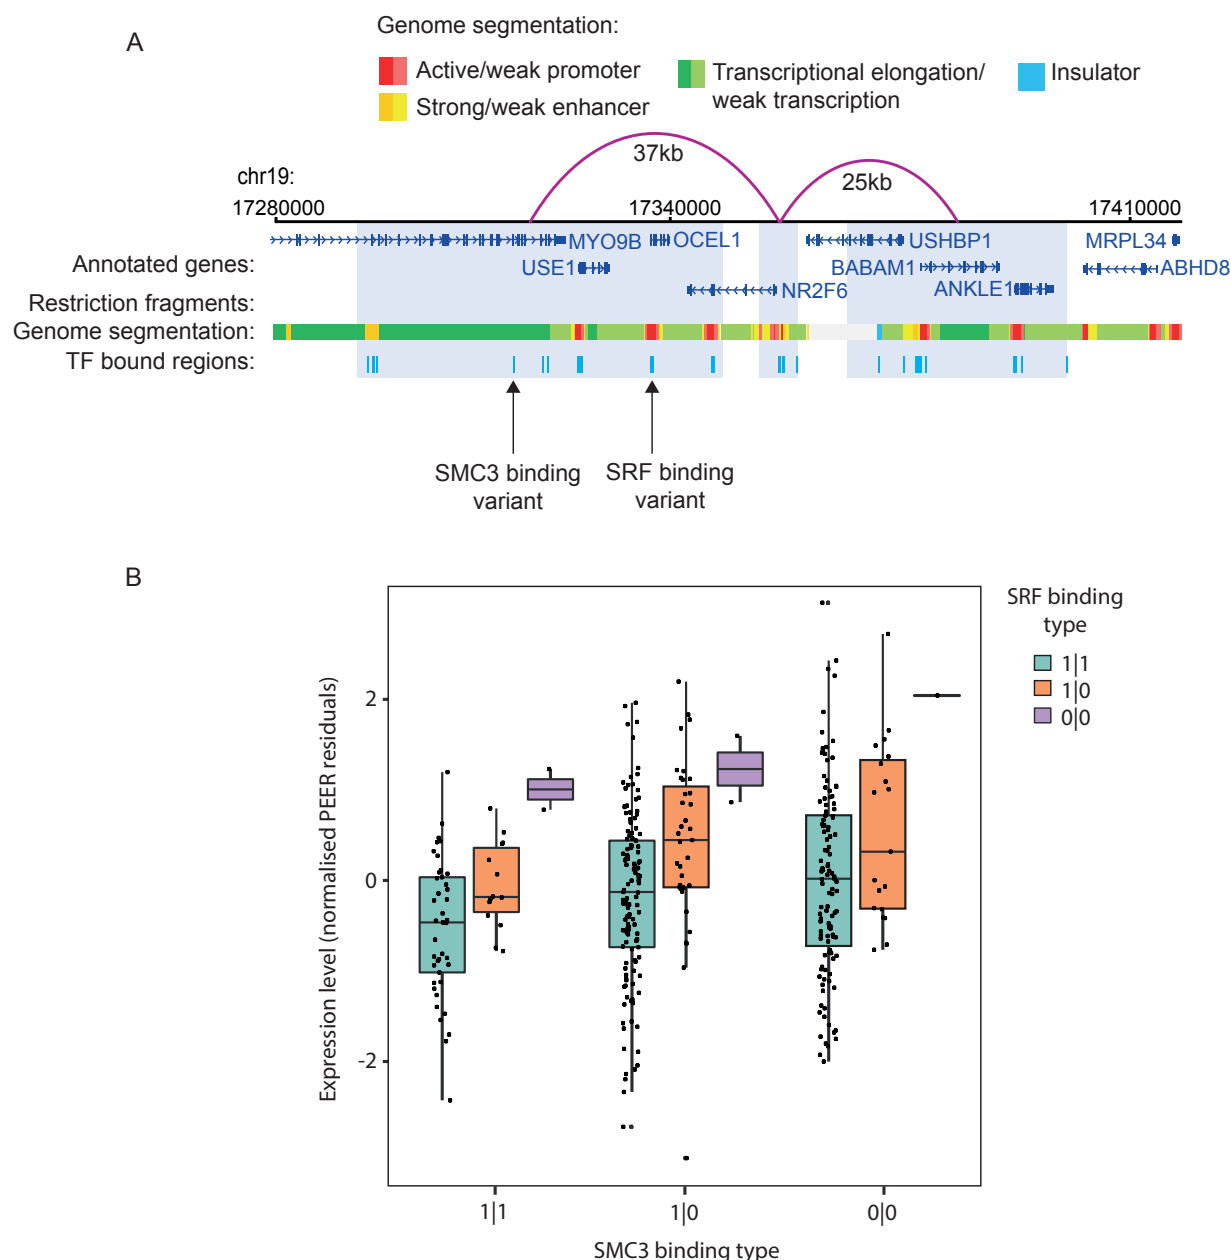 A
Genome segmentation:
Active/weak promoter
Strong/weak enhancer
Transcriptional elongation/
weak transcription
Insulator
37kb
25kb
chr19:
17280000
17340000
17410000
MYO9B
OCEL1
USHBP1
MRPL34
Annotated genes:
USE1
BABAM1
ABHD8
NR2F6
ANKLE1
Restriction fragments:
Genome segmentation:
TF bound regions:
SMC3 binding
variant
SRF binding
variant
B
SRF binding
type
1|1
1|0
0|0
Expression level (normalised PEER residuals)
2
0
-2
1|1
1|0
0|0
SMC3 binding type